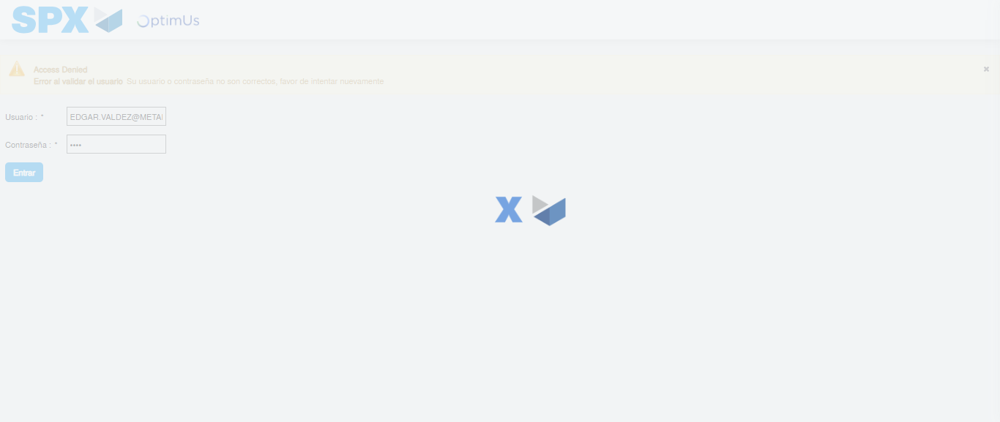 SPX OptimUs
Access Denied
Error al validar el usuario Su usuario o contraseña no son correctos, favor de intentar nuevamente
Usuario : * EDGAR.VALDEZ@META
Contraseña : * ••••
Entrar
X